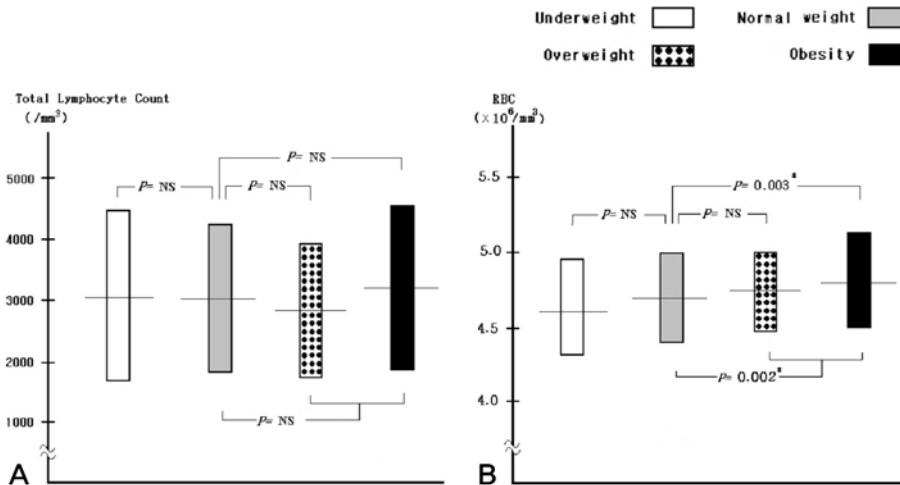 Underweight Normal weight
Overweight Obesity
Total Lymphocyte Count
(/mm³)
P= NS
P= NS P= NS
5000
4000
3000
2000
1000
P= NS
A
RBC
(×10⁶/mm³)
P= 0.003*
P= NS P= NS
5.5
5.0
4.5
4.0
P= 0.002*
B